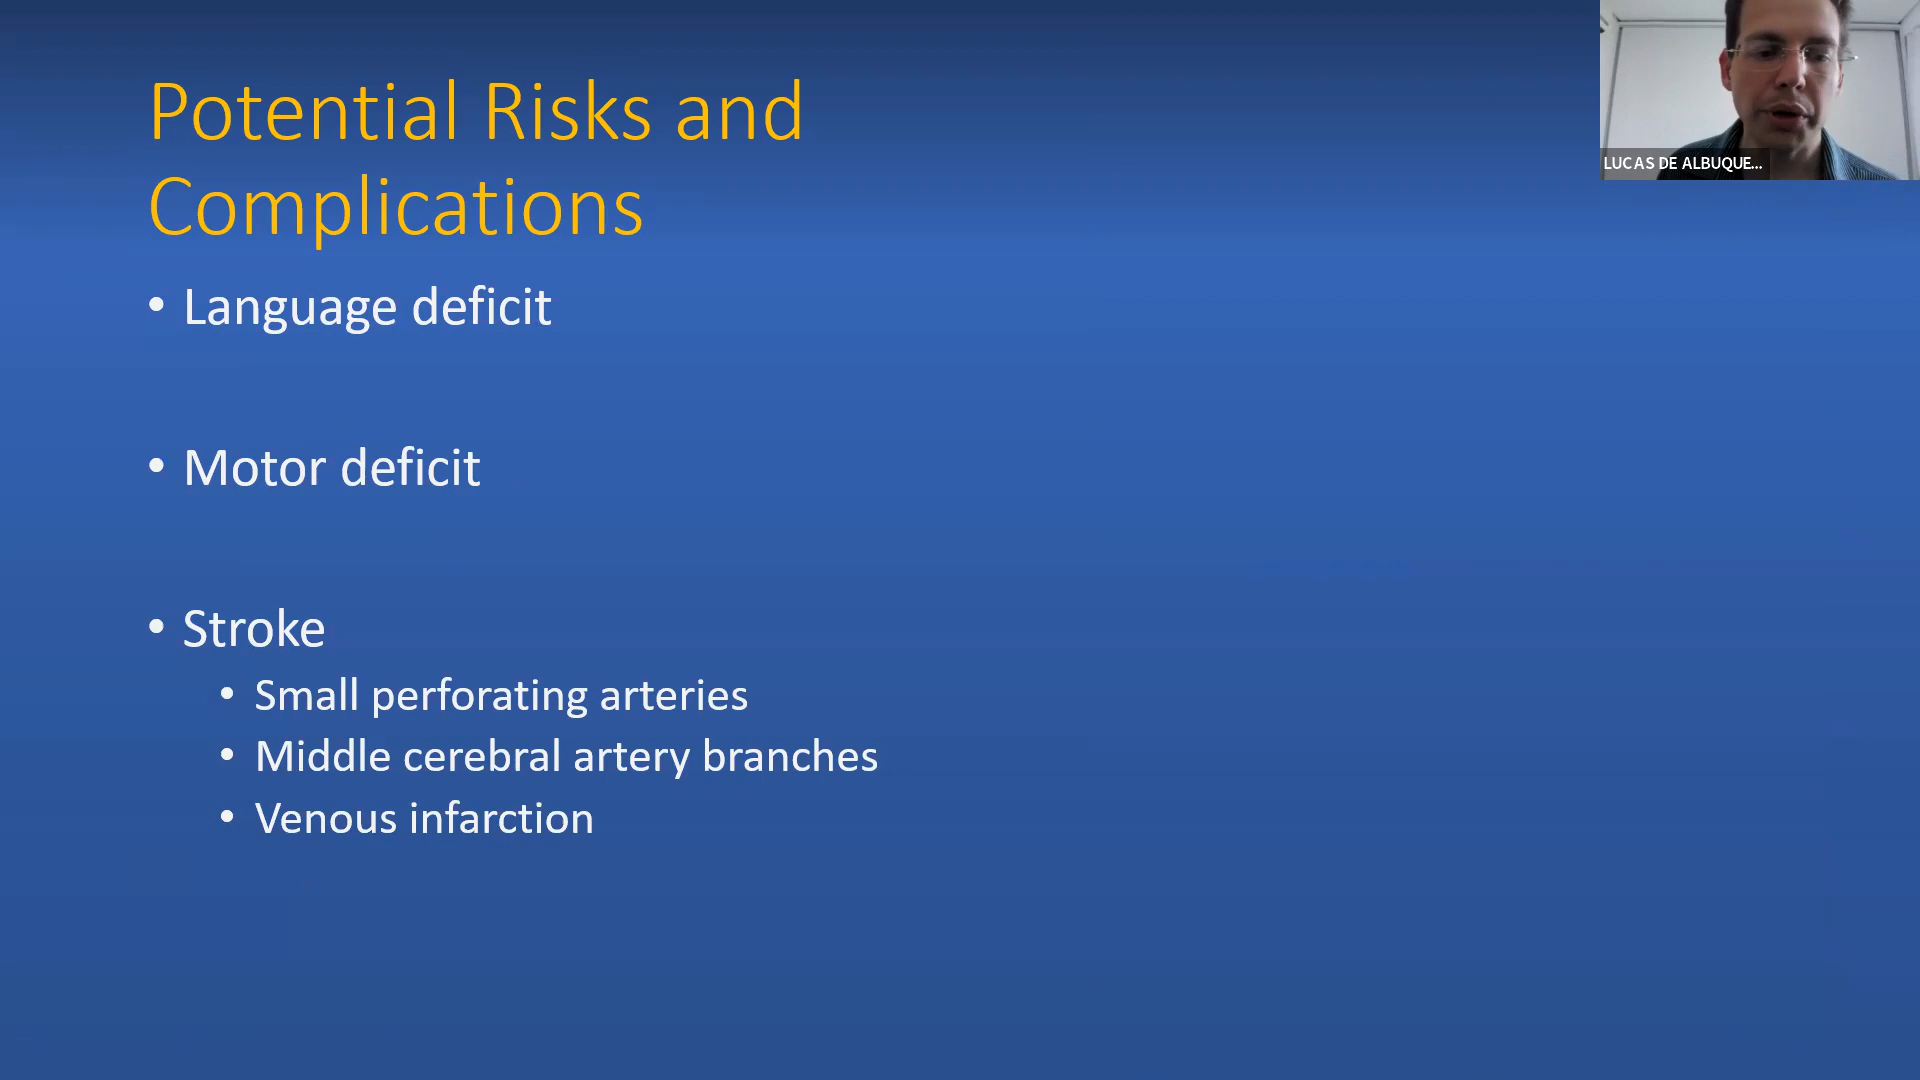 Potential Risks and
Complications
• Language deficit
• Motor deficit
• Stroke
• Small perforating arteries
• Middle cerebral artery branches
• Venous infarction
LUCAS DE ALBUQUE...